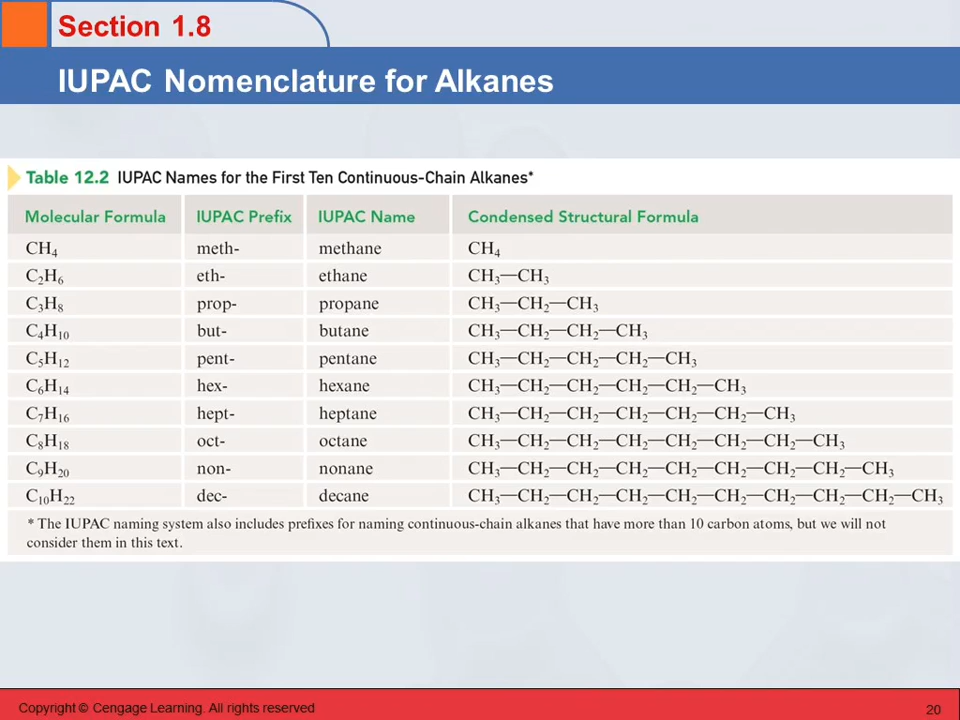 Section 1.8
IUPAC Nomenclature for Alkanes
Table 12.2 IUPAC Names for the First Ten Continuous-Chain Alkanes*
Molecular Formula IUPAC Prefix IUPAC Name Condensed Structural Formula
CH₄ meth- methane CH₄
C₂H₆ eth- ethane CH₃—CH₃
C₃H₈ prop- propane CH₃—CH₂—CH₃
C₄H₁₀ but- butane CH₃—CH₂—CH₂—CH₃
C₅H₁₂ pent- pentane CH₃—CH₂—CH₂—CH₂—CH₃
C₆H₁₄ hex- hexane CH₃—CH₂—CH₂—CH₂—CH₂—CH₃
C₇H₁₆ hept- heptane CH₃—CH₂—CH₂—CH₂—CH₂—CH₂—CH₃
C₈H₁₈ oct- octane CH₃—CH₂—CH₂—CH₂—CH₂—CH₂—CH₂—CH₃
C₉H₂₀ non- nonane CH₃—CH₂—CH₂—CH₂—CH₂—CH₂—CH₂—CH₂—CH₃
C₁₀H₂₂ dec- decane CH₃—CH₂—CH₂—CH₂—CH₂—CH₂—CH₂—CH₂—CH₂—CH₃
* The IUPAC naming system also includes prefixes for naming continuous-chain alkanes that have more than 10 carbon atoms, but we will not
consider them in this text.
Copyright © Cengage Learning. All rights reserved 20